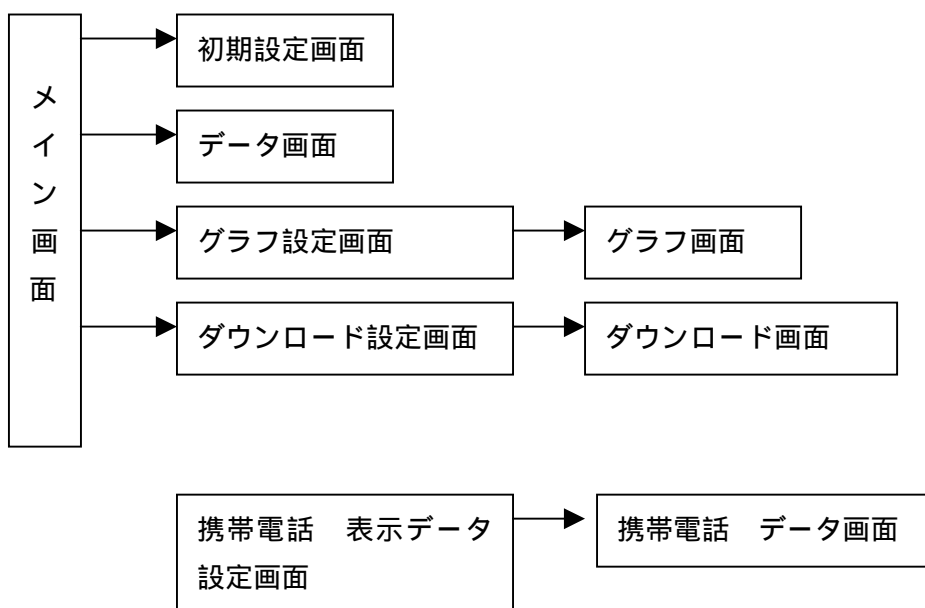 メイン画面
初期設定画面
データ画面
グラフ設定画面
グラフ画面
ダウンロード設定画面
ダウンロード画面
携帯電話　表示データ
設定画面
携帯電話　データ画面